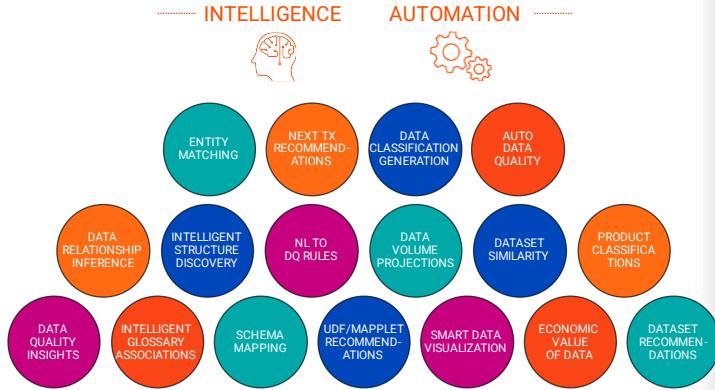 INTELLIGENCE
AUTOMATION
ENTITY
MATCHING
NEXT TX
RECOMMEND-
ATIONS
DATA
CLASSIFICATION
GENERATION
AUTO
DATA
QUALITY
DATA
RELATIONSHIP
INFERENCE
INTELLIGENT
STRUCTURE
DISCOVERY
NL TO
DQ RULES
DATA
VOLUME
PROJECTIONS
DATASET
SIMILARITY
PRODUCT
CLASSIFICA
TIONS
DATA
QUALITY
INSIGHTS
INTELLIGENT
GLOSSARY
ASSOCIATIONS
SCHEMA
MAPPING
UDF/MAPPLET
RECOMMEND-
ATIONS
SMART DATA
VISUALIZATION
ECONOMIC
VALUE
OF DATA
DATASET
RECOMMEN-
DATIONS